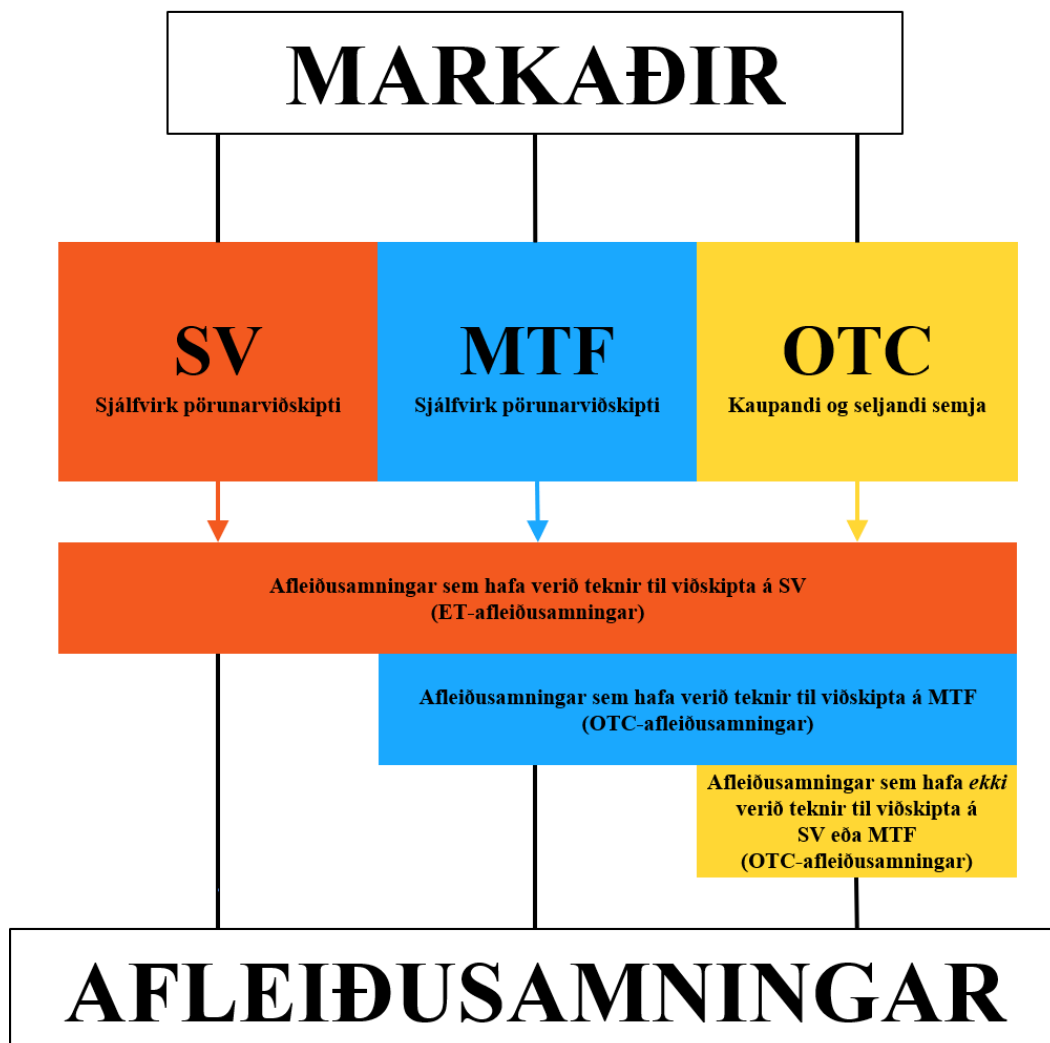 MARKAÐIR
SV
Sjálfvirk pörunarviðskipti
MTF
Sjálfvirk pörunarviðskipti
OTC
Kaupandi og seljandi semja
Afleiðusamningar sem hafa verið teknir til viðskipta á SV
(ET-afleiðusamningar)
Afleiðusamningar sem hafa verið teknir til viðskipta á MTF
(OTC-afleiðusamningar)
Afleiðusamningar sem hafa ekki
verið teknir til viðskipta á
SV eða MTF
(OTC-afleiðusamningar)
AFLEIÐUSAMNINGAR